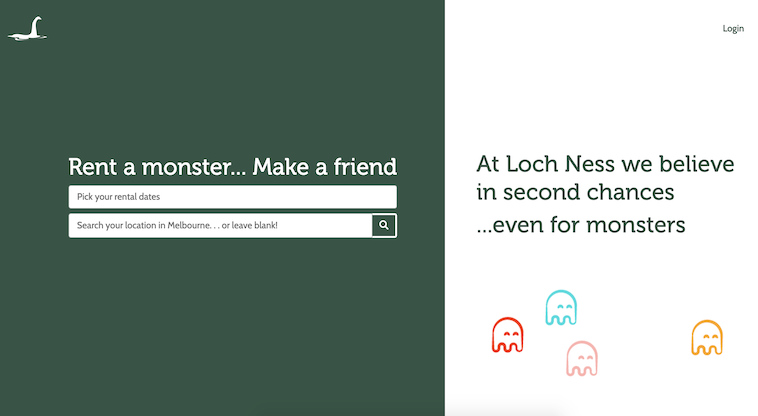 Login
Rent a monster... Make a friend
Pick your rental dates
Search your location in Melbourne. . . or leave blank!
At Loch Ness we believe
in second chances
...even for monsters